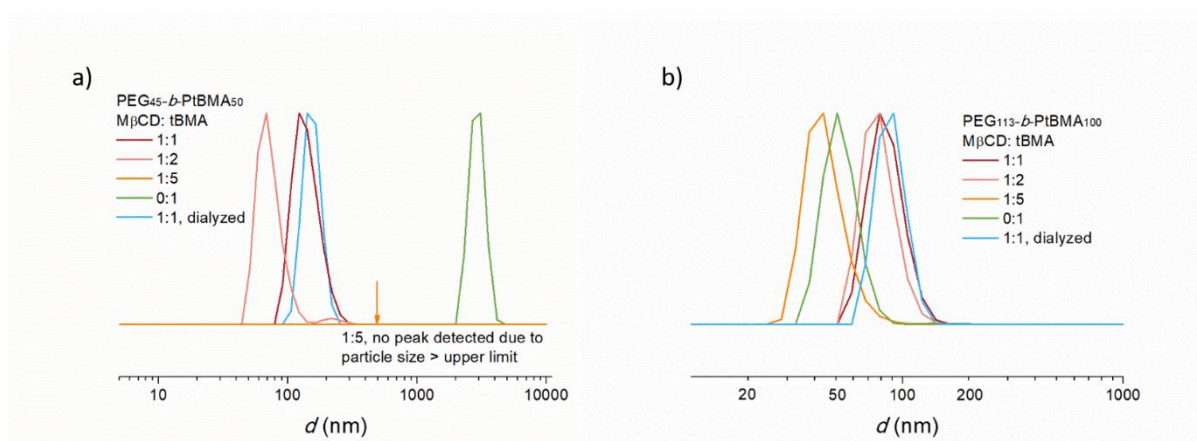 a)
PEG45-b-PtBMA50
MβCD: tBMA
1:1
1:2
1:5
0:1
1:1, dialyzed
1:5, no peak detected due to
particle size > upper limit
10 100 1000 10000
d (nm)
b)
PEG113-b-PtBMA100
MβCD: tBMA
1:1
1:2
1:5
0:1
1:1, dialyzed
20 50 100 200 1000
d (nm)